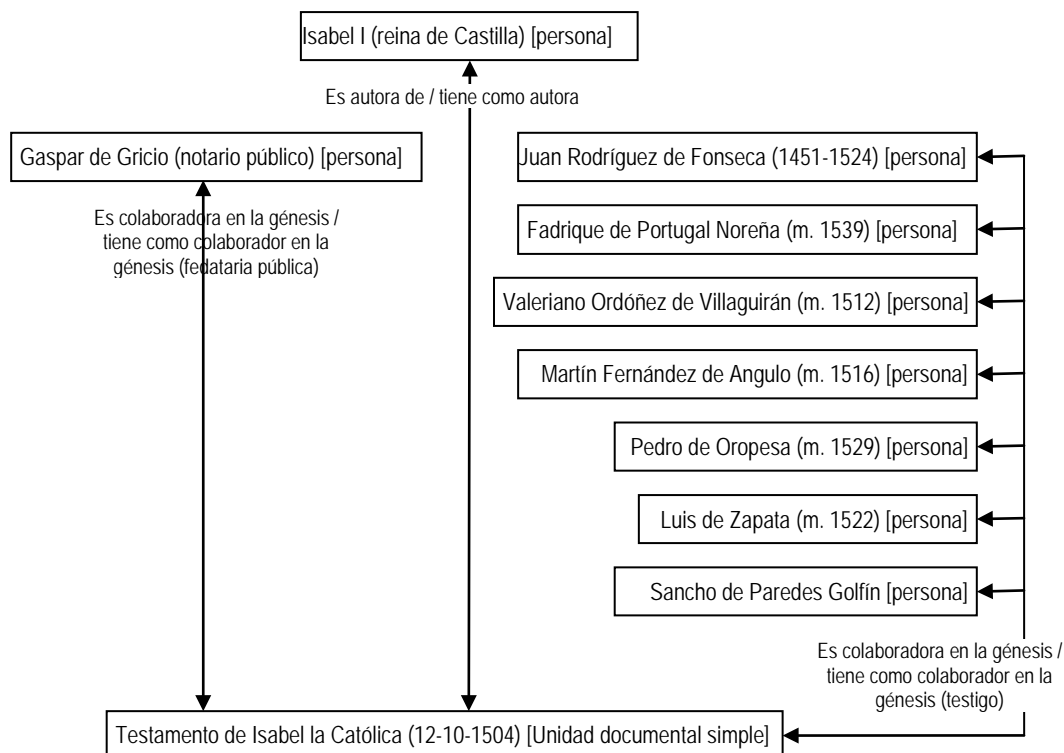 Isabel I (reina de Castilla) [persona]
Es autora de / tiene como autora
Gaspar de Gricio (notario público) [persona]
Es colaboradora en la génesis /
tiene como colaborador en la
génesis (fedataria pública)
Juan Rodríguez de Fonseca (1451-1524) [persona]
Fadrique de Portugal Noreña (m. 1539) [persona]
Valeriano Ordóñez de Villaguirán (m. 1512) [persona]
Martín Fernández de Angulo (m. 1516) [persona]
Pedro de Oropesa (m. 1529) [persona]
Luis de Zapata (m. 1522) [persona]
Sancho de Paredes Golfín [persona]
Es colaboradora en la génesis /
tiene como colaborador en la
génesis (testigo)
Testamento de Isabel la Católica (12-10-1504) [Unidad documental simple]